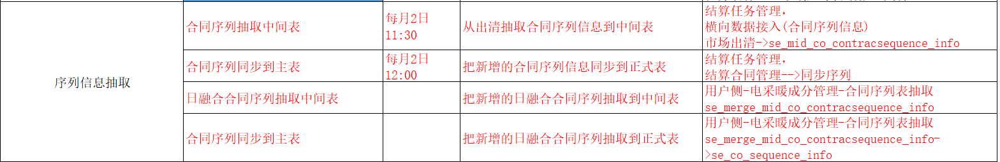 序列信息抽取
合同序列抽取中间表
每月2日
11:30
从出清抽取合同序列信息到中间表
结算任务管理，
横向数据接入(合同序列信息)
市场出清->se_mid_co_contracsequence_info
合同序列同步到主表
每月2日
12:00
把新增的合同序列信息同步到正式表
结算任务管理，
结算合同管理-->同步序列
日融合合同序列抽取中间表
把新增的日融合合同序列抽取到中间表
用户侧-电采暖成分管理-合同序列表抽取
se_merge_mid_co_contracsequence_info
合同序列同步到主表
把新增的日融合合同序列抽取到正式表
用户侧-电采暖成分管理-合同序列表抽取
se_merge_mid_co_contracsequence_info-
>se_co_sequence_info